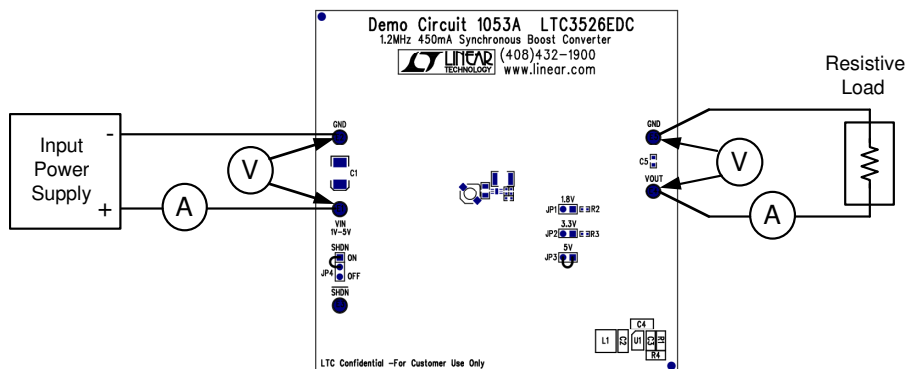 Demo Circuit 1053A LTC3526EDC
1.2MHz 450mA Synchronous Boost Converter
LT LINEAR TECHNOLOGY (408)432-1900
www.linear.com
Resistive
Load
Input
Power
Supply
-
+
V
A
GND
C1
VIN
1V-5V
SHDN
ON
JP4
OFF
SHDN
1.8V
JP1 R2
3.3V
JP2 R3
5V
JP3
GND
C5
VOUT
V
A
C4
L1 C2 U1 C3 R1
R4
LTC Confidential -For Customer Use Only